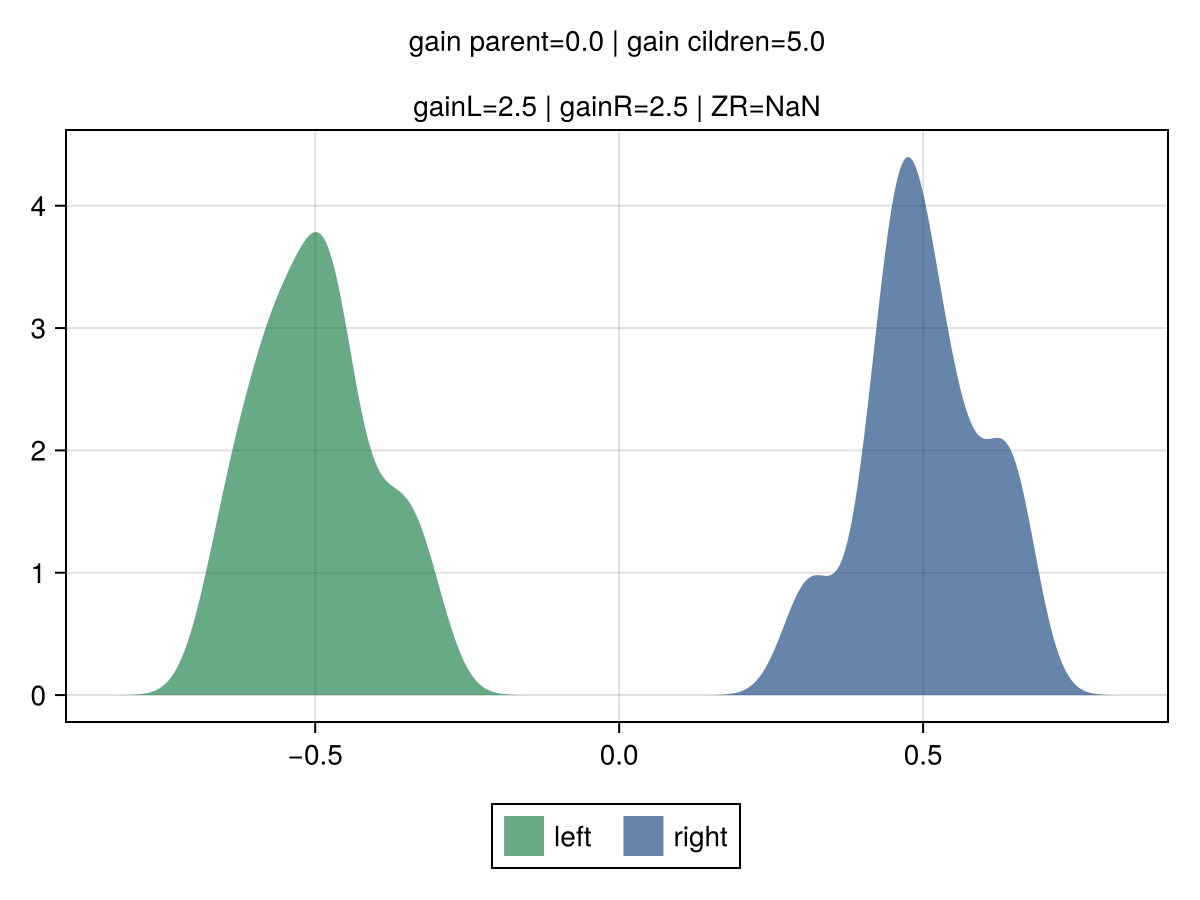 gain parent=0.0 | gain cildren=5.0
gainL=2.5 | gainR=2.5 | ZR=NaN
4
3
2
1
0
−0.5
0.0
0.5
left
right